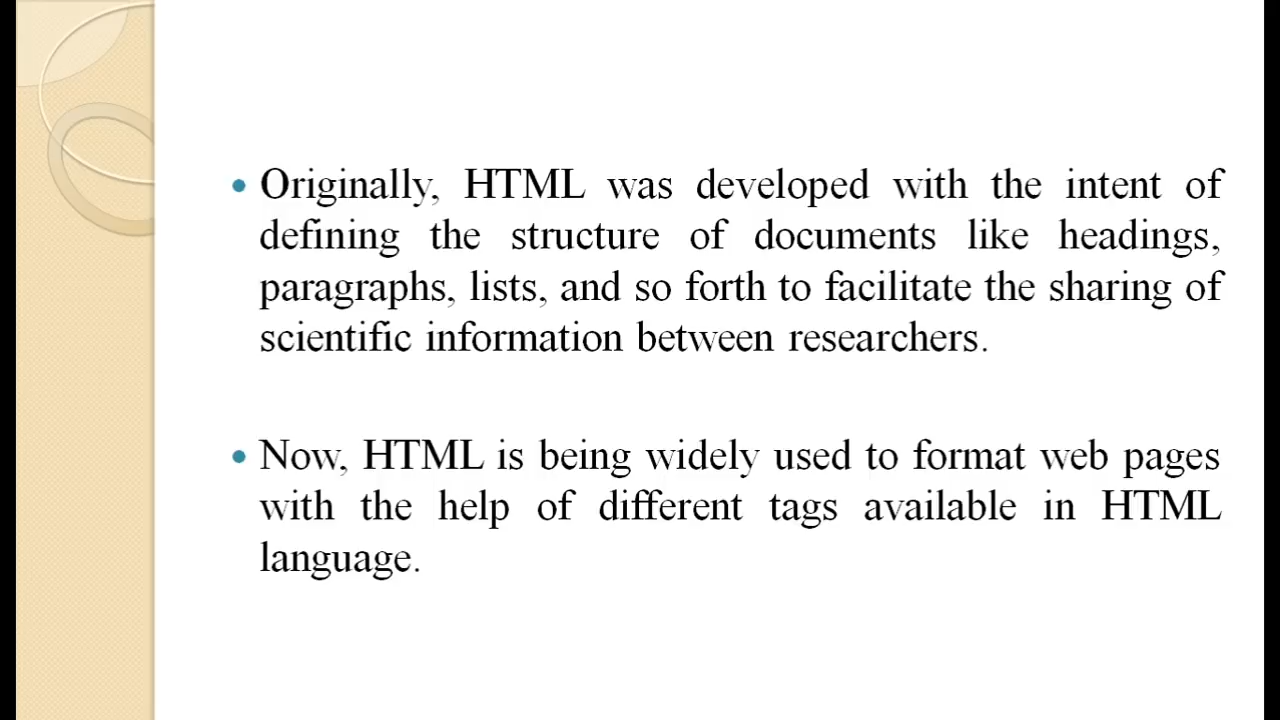 • Originally, HTML was developed with the intent of
defining the structure of documents like headings,
paragraphs, lists, and so forth to facilitate the sharing of
scientific information between researchers.
• Now, HTML is being widely used to format web pages
with the help of different tags available in HTML
language.